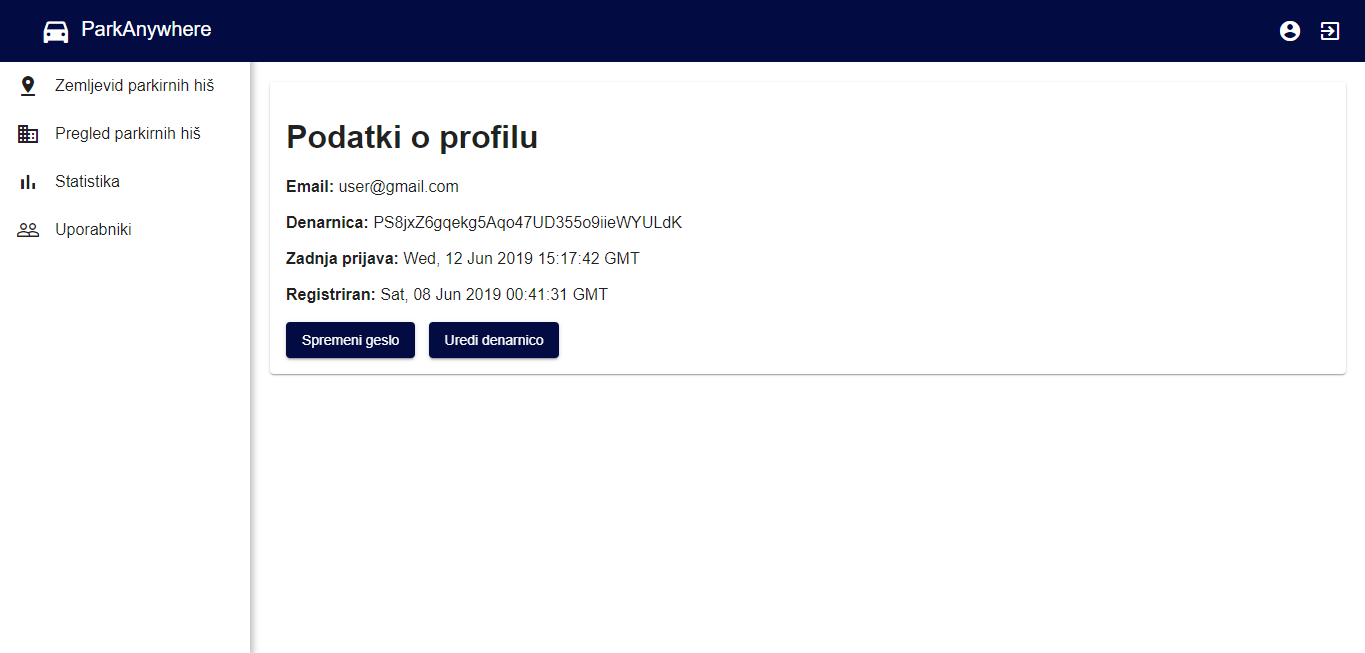 ParkAnywhere
Zemljevid parkirnih hiš
Pregled parkirnih hiš
Statistika
Uporabniki
Podatki o profilu
Email: user@gmail.com
Denarnica: PS8jxZ6gqekg5Aqo47UD355o9iieWYULdK
Zadnja prijava: Wed, 12 Jun 2019 15:17:42 GMT
Registriran: Sat, 08 Jun 2019 00:41:31 GMT
Spremeni geslo
Uredi denarnico